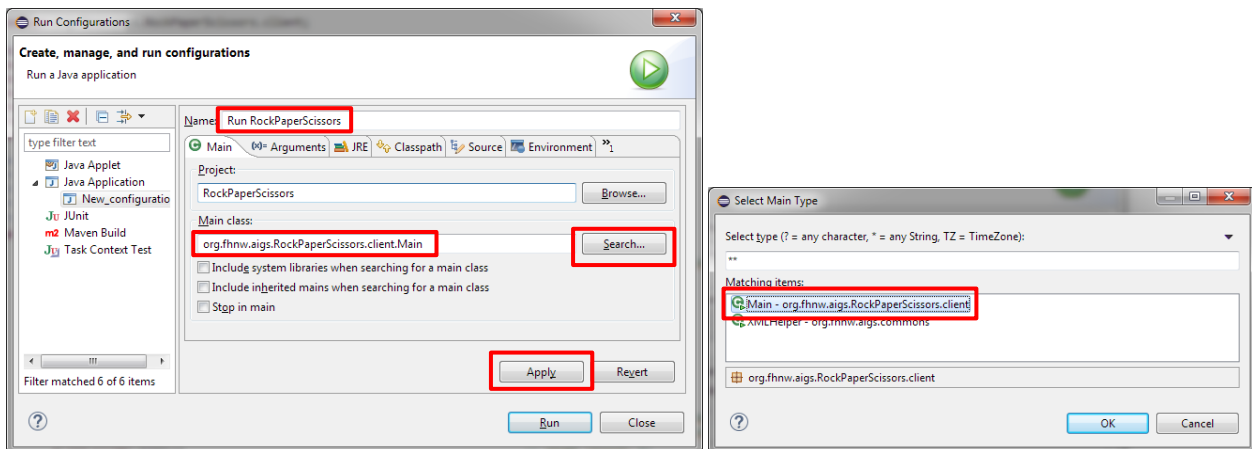 Run Configurations
Create, manage, and run configurations
Run a Java application
Name: Run RockPaperScissors
type filter text
Java Applet
Java Application
New_configuratio
Ju JUnit
m2 Maven Build
Ju Task Context Test
Filter matched 6 of 6 items
Main (x)= Arguments JRE Classpath Source Environment »1
Project:
RockPaperScissors Browse...
Main class:
org.fhnw.aigs.RockPaperScissors.client.Main Search...
Include system libraries when searching for a main class
Include inherited mains when searching for a main class
Stop in main
Apply Revert
? Run Close
Select Main Type
Select type (? = any character, * = any String, TZ = TimeZone):
**
Matching items:
Main - org.fhnw.aigs.RockPaperScissors.client
XMLHelper - org.fhnw.aigs.commons
org.fhnw.aigs.RockPaperScissors.client
? OK Cancel